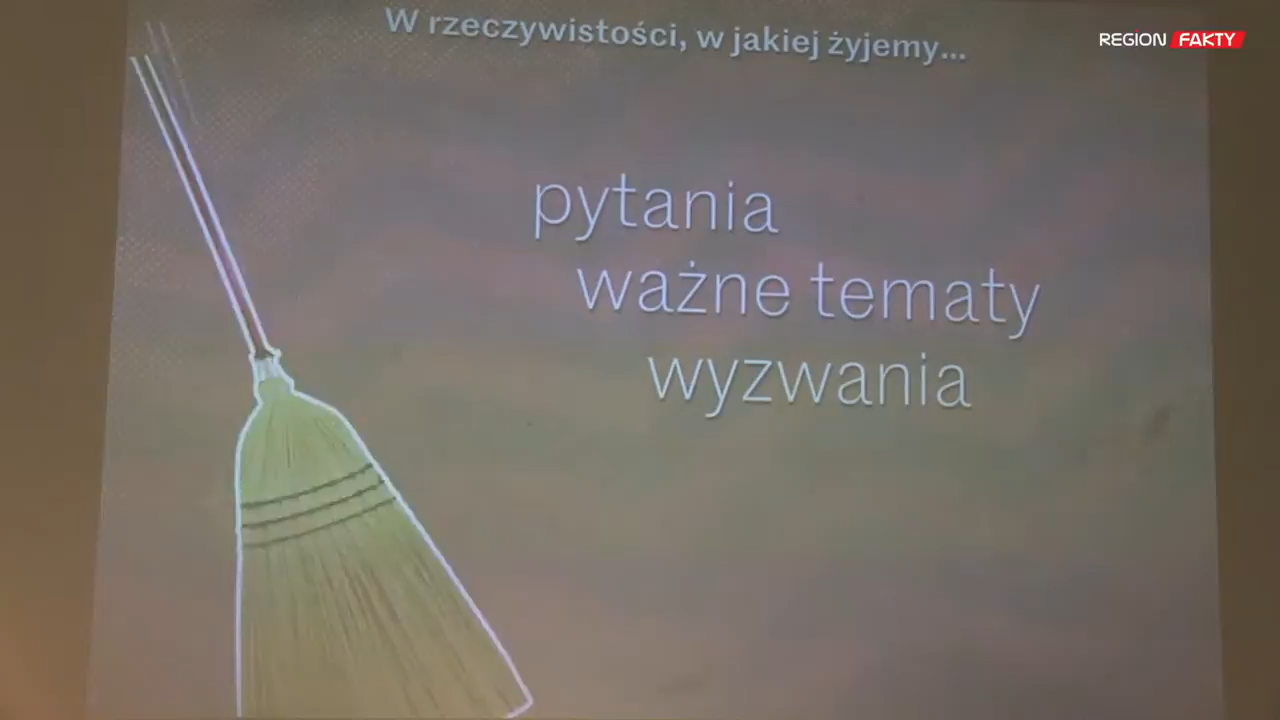 W rzeczywistości, w jakiej żyjemy...
REGION FAKTY
pytania
ważne tematy
wyzwania